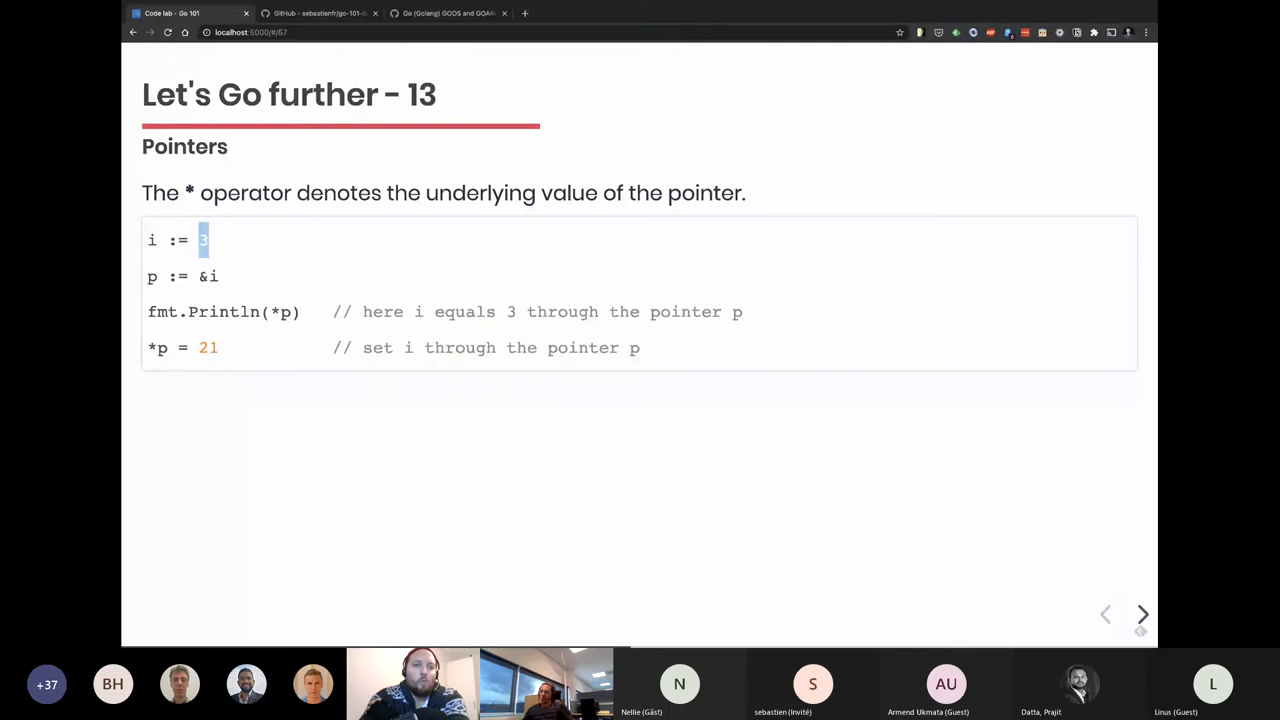 Code lab - Go 101
GitHub - sebastienfr/go-101-l
Go (Golang) GOOS and GOAR
localhost:5000/#/57
Let's Go further - 13
Pointers
The * operator denotes the underlying value of the pointer.
i := 3
p := &i
fmt.Println(*p) // here i equals 3 through the pointer p
*p = 21 // set i through the pointer p
+37
BH
N
S
AU
L
Nellie (Gäst)
sebastien (Invité)
Armend Ukmata (Guest)
Datta, Prajit
Linus (Guest)